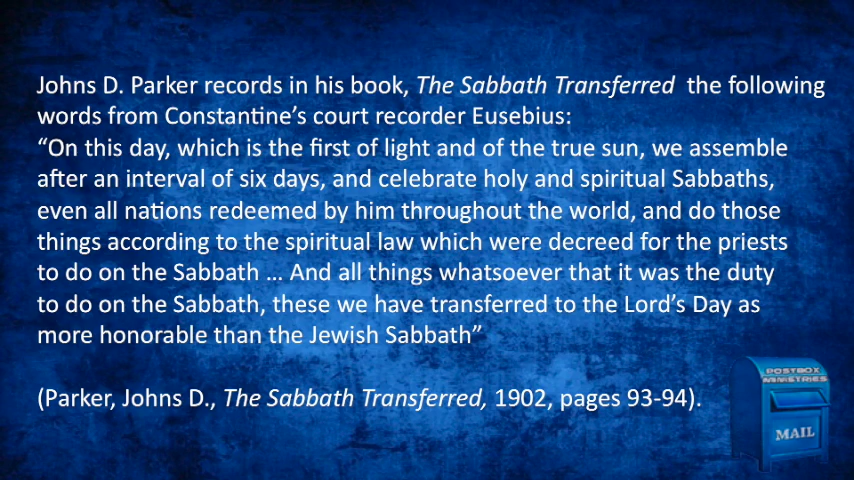 Johns D. Parker records in his book, The Sabbath Transferred the following
words from Constantine’s court recorder Eusebius:
“On this day, which is the first of light and of the true sun, we assemble
after an interval of six days, and celebrate holy and spiritual Sabbaths,
even all nations redeemed by him throughout the world, and do those
things according to the spiritual law which were decreed for the priests
to do on the Sabbath … And all things whatsoever that it was the duty
to do on the Sabbath, these we have transferred to the Lord’s Day as
more honorable than the Jewish Sabbath”
(Parker, Johns D., The Sabbath Transferred, 1902, pages 93-94).
POSTBOX
MINISTRIES
MAIL